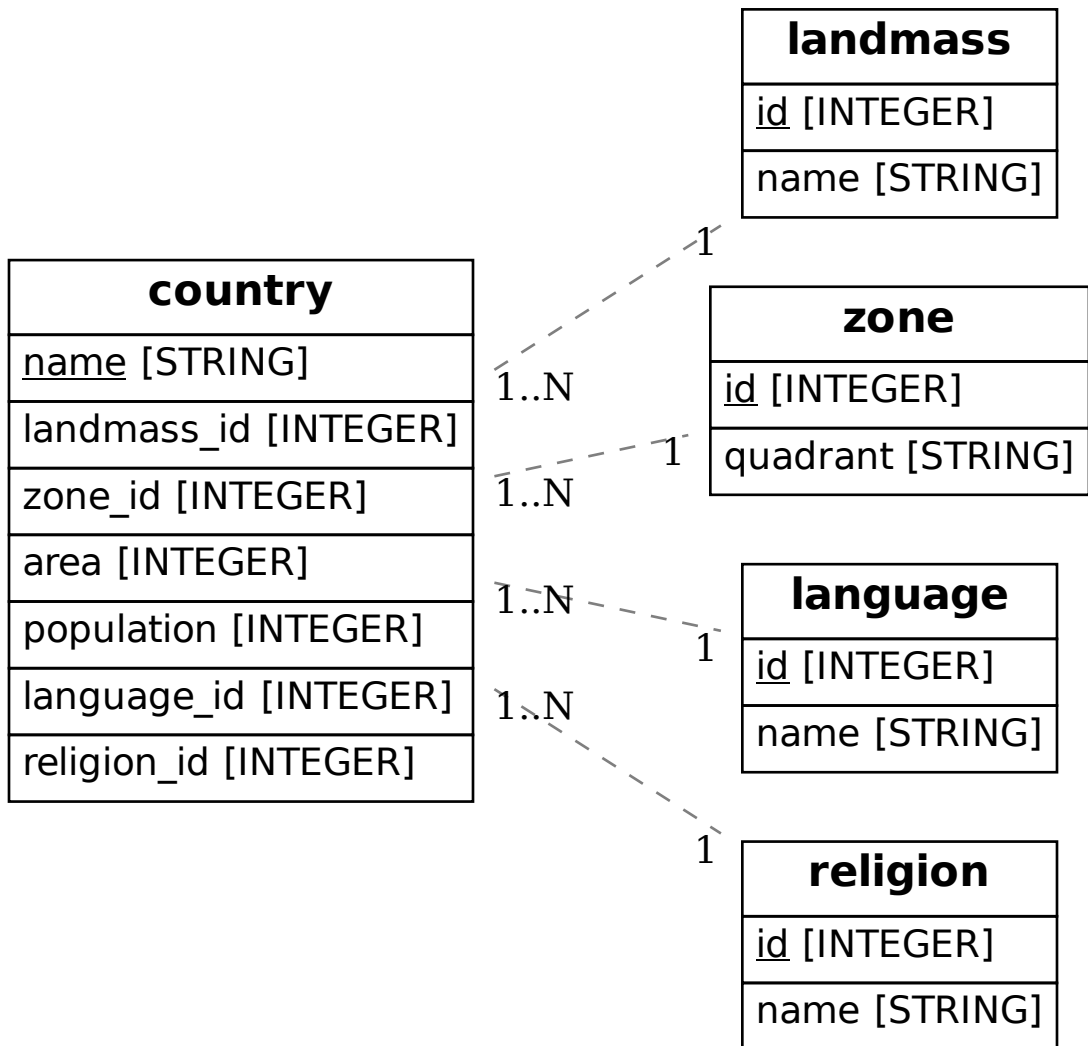 country
name [STRING]
landmass_id [INTEGER]
zone_id [INTEGER]
area [INTEGER]
population [INTEGER]
language_id [INTEGER]
religion_id [INTEGER]
1..N
1
landmass
id [INTEGER]
name [STRING]
1..N
1
zone
id [INTEGER]
quadrant [STRING]
1..N
1
language
id [INTEGER]
name [STRING]
1..N
1
religion
id [INTEGER]
name [STRING]